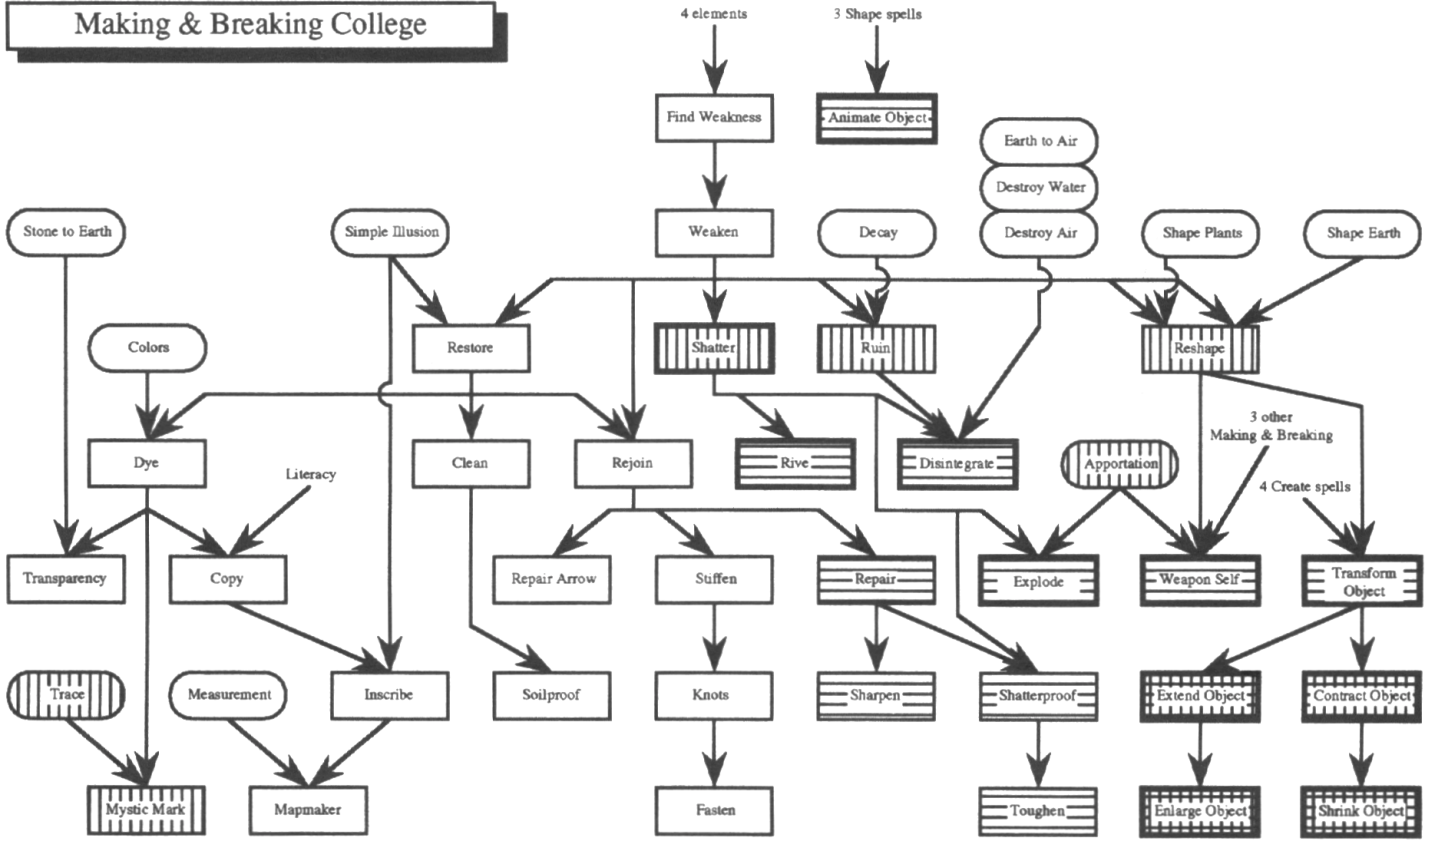 Making & Breaking College
4 elements
3 Shape spells
Find Weakness
Animate Object
Earth to Air
Destroy Water
Stone to Earth
Simple Illusion
Weaken
Decay
Destroy Air
Shape Plants
Shape Earth
Colors
Restore
Shatter
Ruin
Reshape
3 other
Making & Breaking
Dye
Literacy
Clean
Rejoin
Rive
Disintegrate
Apportation
4 Create spells
Transparency
Copy
Repair Arrow
Stiffen
Repair
Explode
Weapon Self
Transform
Object
Trace
Measurement
Inscribe
Soilproof
Knots
Sharpen
Shatterproof
Extend Object
Contract Object
Mystic Mark
Mapmaker
Fasten
Toughen
Enlarge Object
Shrink Object